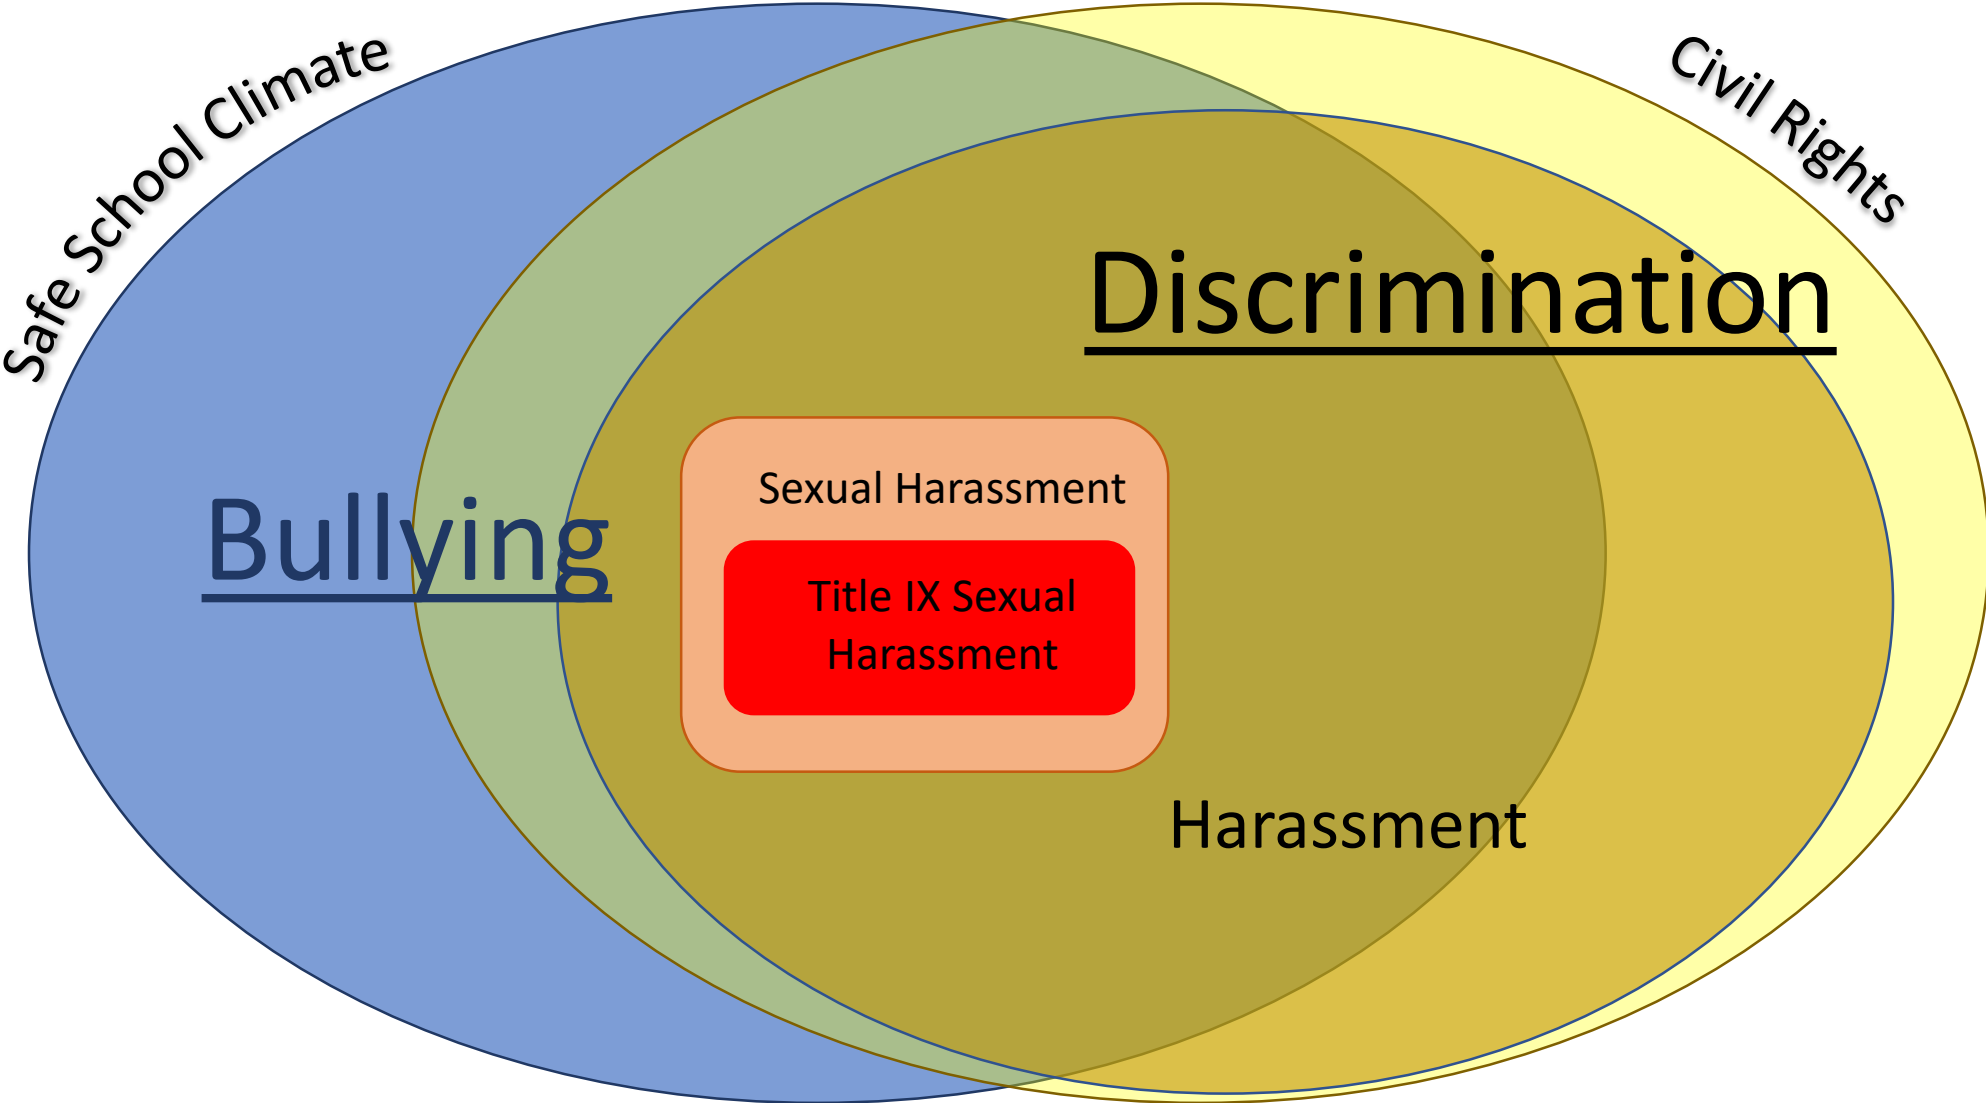 Safe School Climate
Civil Rights
Discrimination
Bullying
Sexual Harassment
Title IX Sexual
Harassment
Harassment